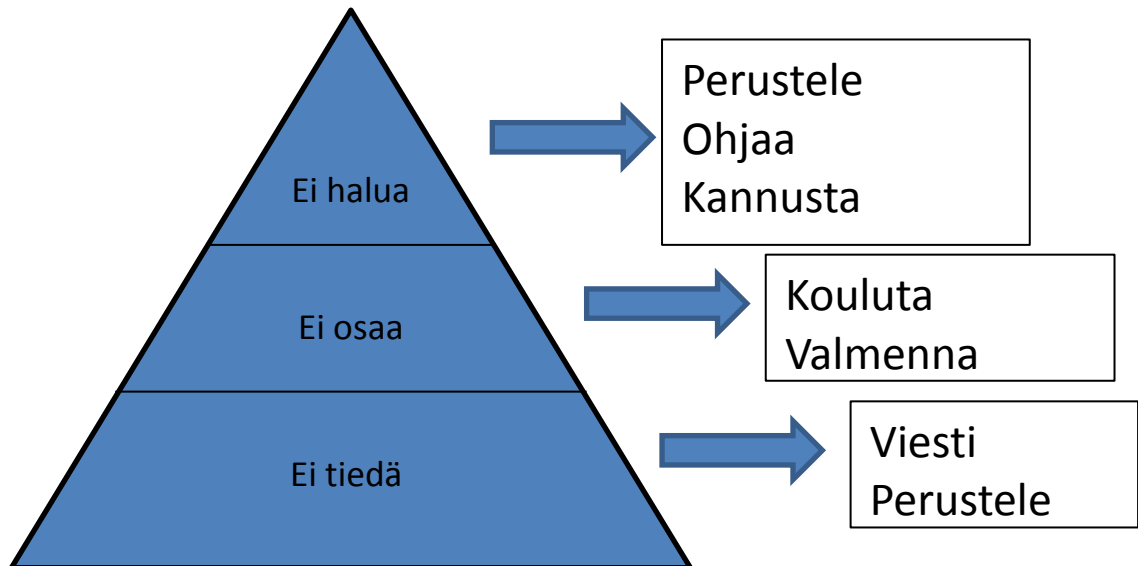 Ei halua
Perustele
Ohjaa
Kannusta
Ei osaa
Kouluta
Valmenna
Ei tiedä
Viesti
Perustele